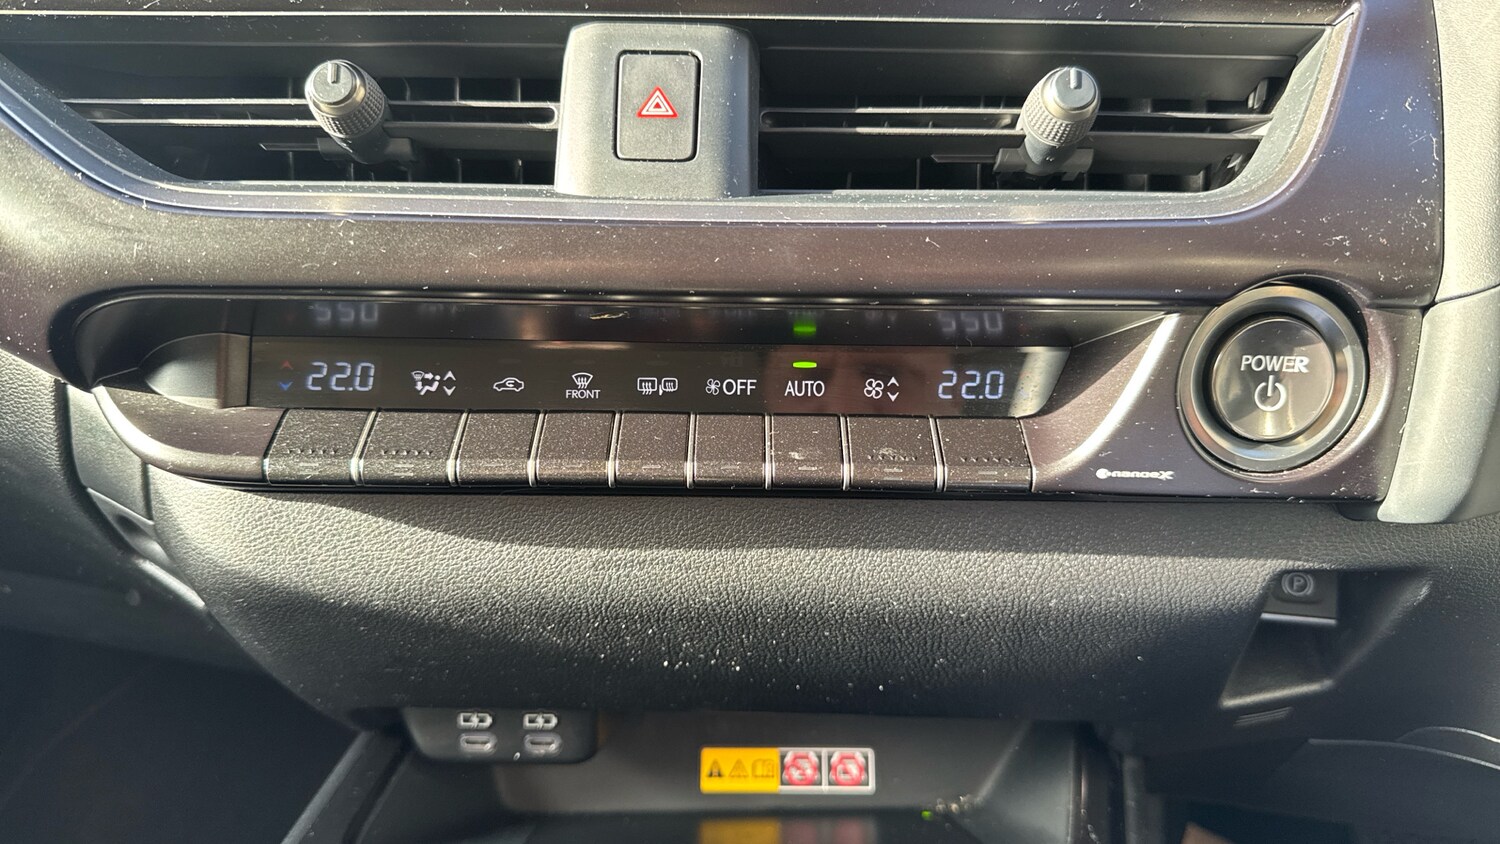 22.0
FRONT
OFF
AUTO
22.0
POWER
nanoeX
P